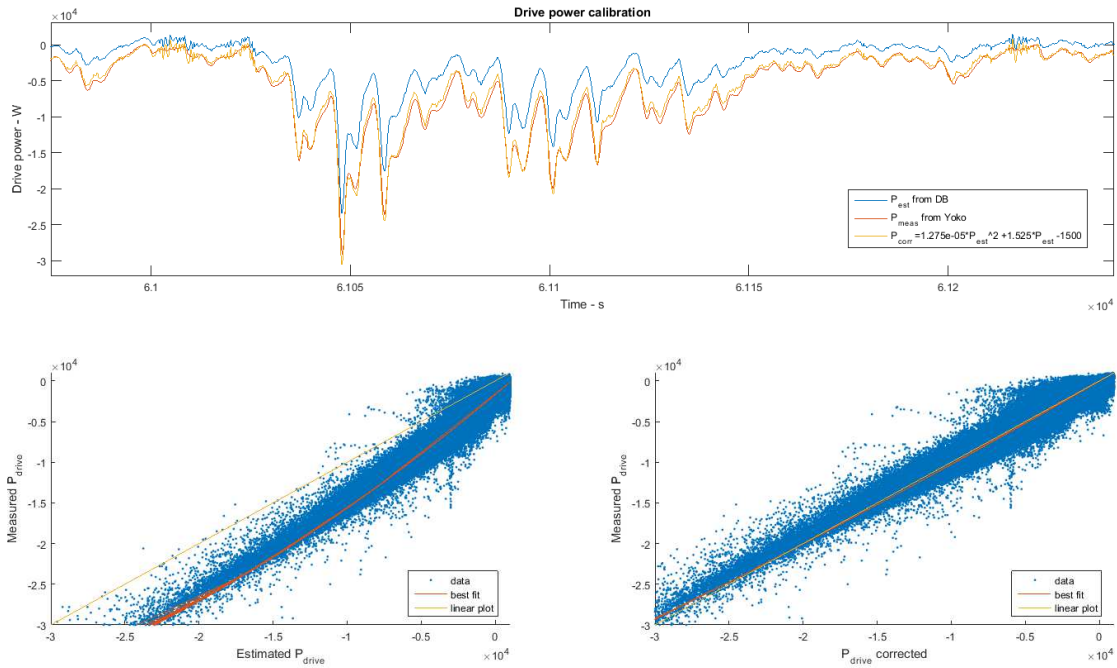 Drive power calibration
×10^4
0
-0.5
-1
-1.5
-2
-2.5
-3
Drive power - W
6.1
6.105
6.11
6.115
6.12
×10^4
Time - s
P_est from DB
P_meas from Yoko
P_corr =1.275e-05*P_est^2 +1.525*P_est -1500
×10^4
0
-0.5
-1
-1.5
-2
-2.5
-3
Measured P_drive
-3
-2.5
-2
-1.5
-1
-0.5
0
×10^4
Estimated P_drive
data
best fit
linear plot
×10^4
0
-0.5
-1
-1.5
-2
-2.5
-3
Measured P_drive
-3
-2.5
-2
-1.5
-1
-0.5
0
×10^4
P_drive corrected
data
best fit
linear plot